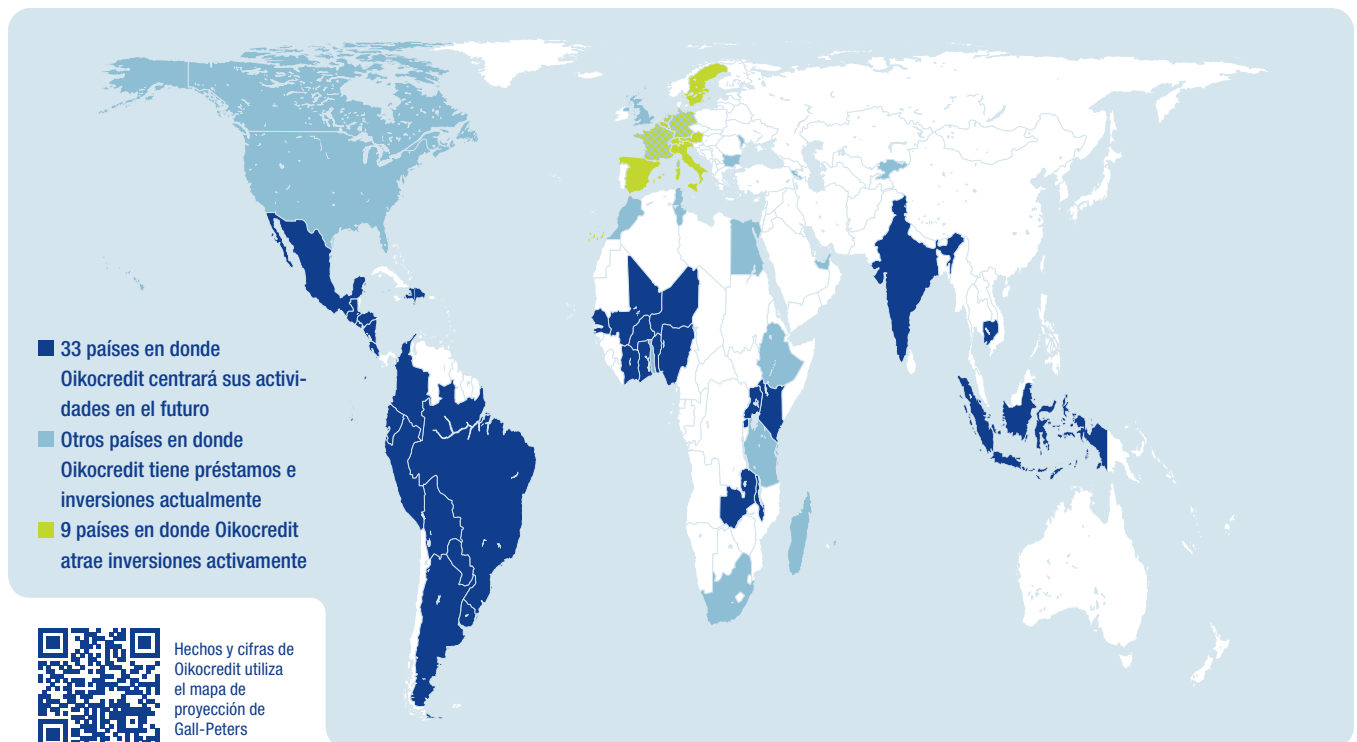 33 países en donde
Oikocredit centrará sus activi-
dades en el futuro
Otros países en donde
Oikocredit tiene préstamos e
inversiones actualmente
9 países en donde Oikocredit
atrae inversiones activamente
Hechos y cifras de
Oikocredit utiliza
el mapa de
proyección de
Gall-Peters